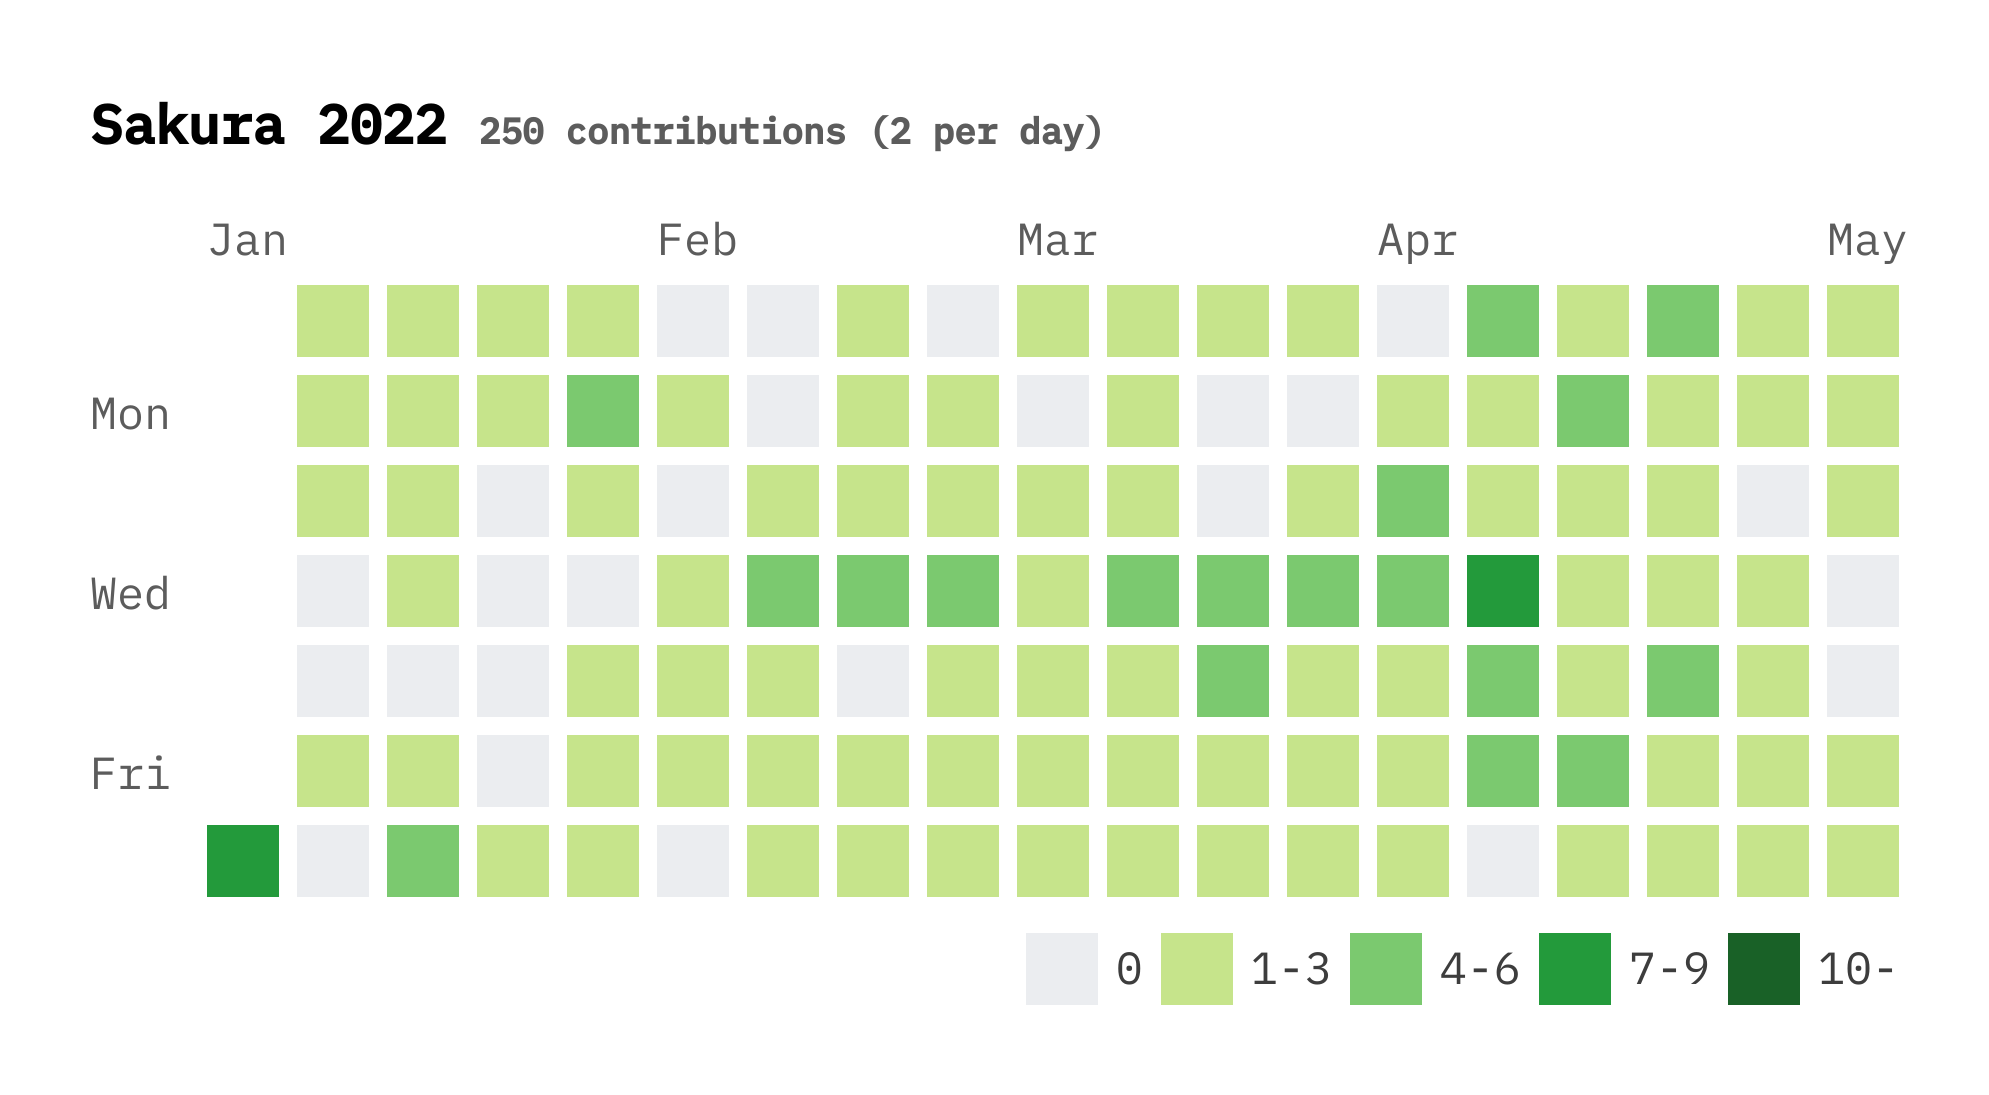 Sakura 2022 250 contributions (2 per day)
Jan Feb Mar Apr May
Mon
Wed
Fri
0 1-3 4-6 7-9 10-